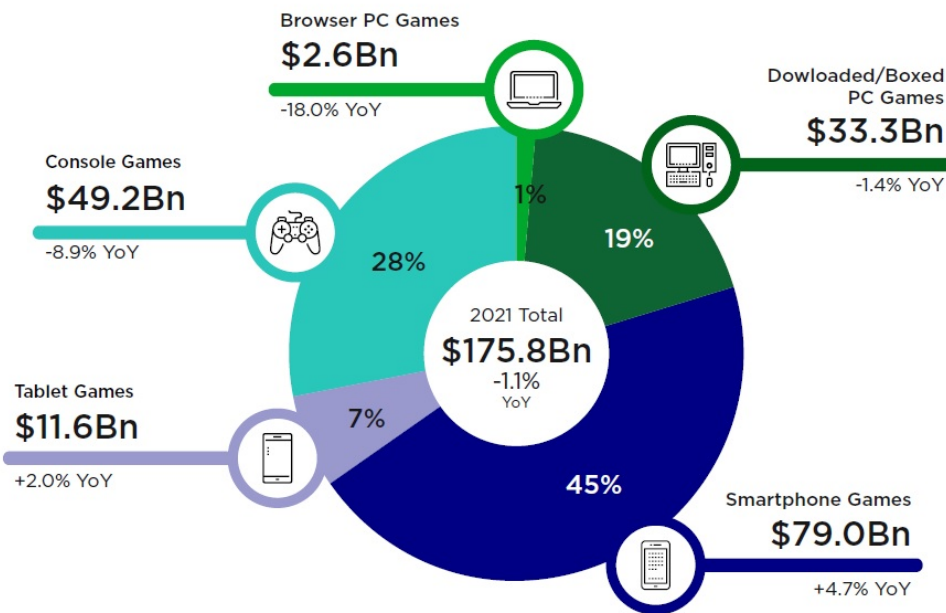 Browser PC Games
$2.6Bn
-18.0% YoY
Dowloaded/Boxed
PC Games
$33.3Bn
-1.4% YoY
Console Games
$49.2Bn
-8.9% YoY
1%
19%
28%
2021 Total
$175.8Bn
-1.1%
YoY
Tablet Games
$11.6Bn
+2.0% YoY
7%
45%
Smartphone Games
$79.0Bn
+4.7% YoY